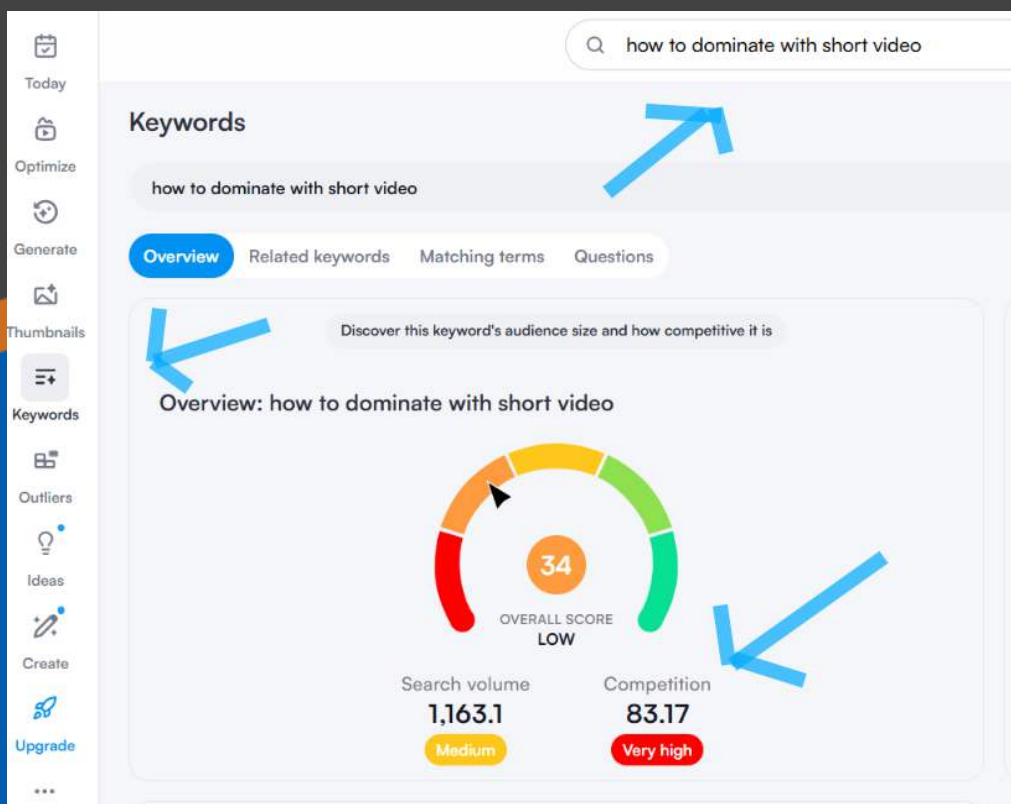 how to dominate with short video
Today
Optimize
Generate
Thumbnails
Keywords
Outliers
Ideas
Create
Upgrade
Keywords
how to dominate with short video
Overview
Related keywords
Matching terms
Questions
Discover this keyword's audience size and how competitive it is
Overview: how to dominate with short video
34
OVERALL SCORE
LOW
Search volume
1,163.1
Medium
Competition
83.17
Very high